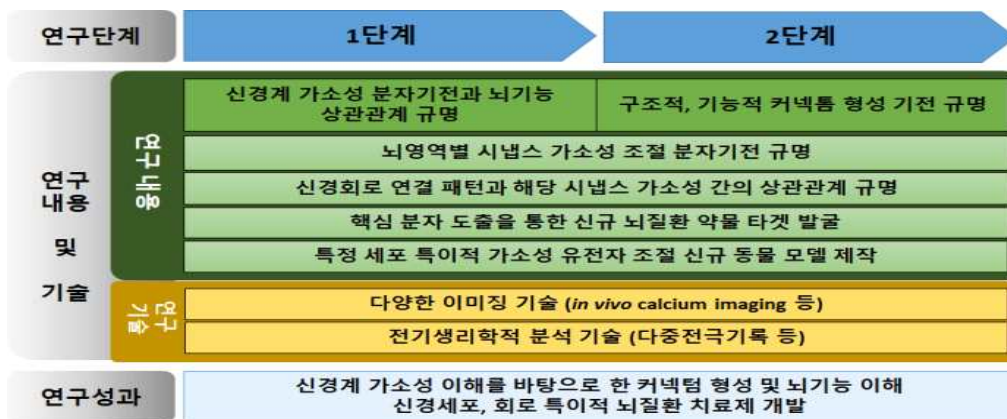 연구단계
1단계
2단계
연구
내용
및
기술
연구내용
신경계 가소성 분자기전과 뇌기능
상관관계 규명
구조적, 기능적 커넥톰 형성 기전 규명
뇌영역별 시냅스 가소성 조절 분자기전 규명
신경회로 연결 패턴과 해당 시냅스 가소성 간의 상관관계 규명
핵심 분자 도출을 통한 신규 뇌질환 약물 타겟 발굴
특정 세포 특이적 가소성 유전자 조절 신규 동물 모델 제작
연구
기술
다양한 이미징 기술 (in vivo calcium imaging 등)
전기생리학적 분석 기술 (다중전극기록 등)
연구성과
신경계 가소성 이해를 바탕으로 한 커넥텀 형성 및 뇌기능 이해
신경세포, 회로 특이적 뇌질환 치료제 개발